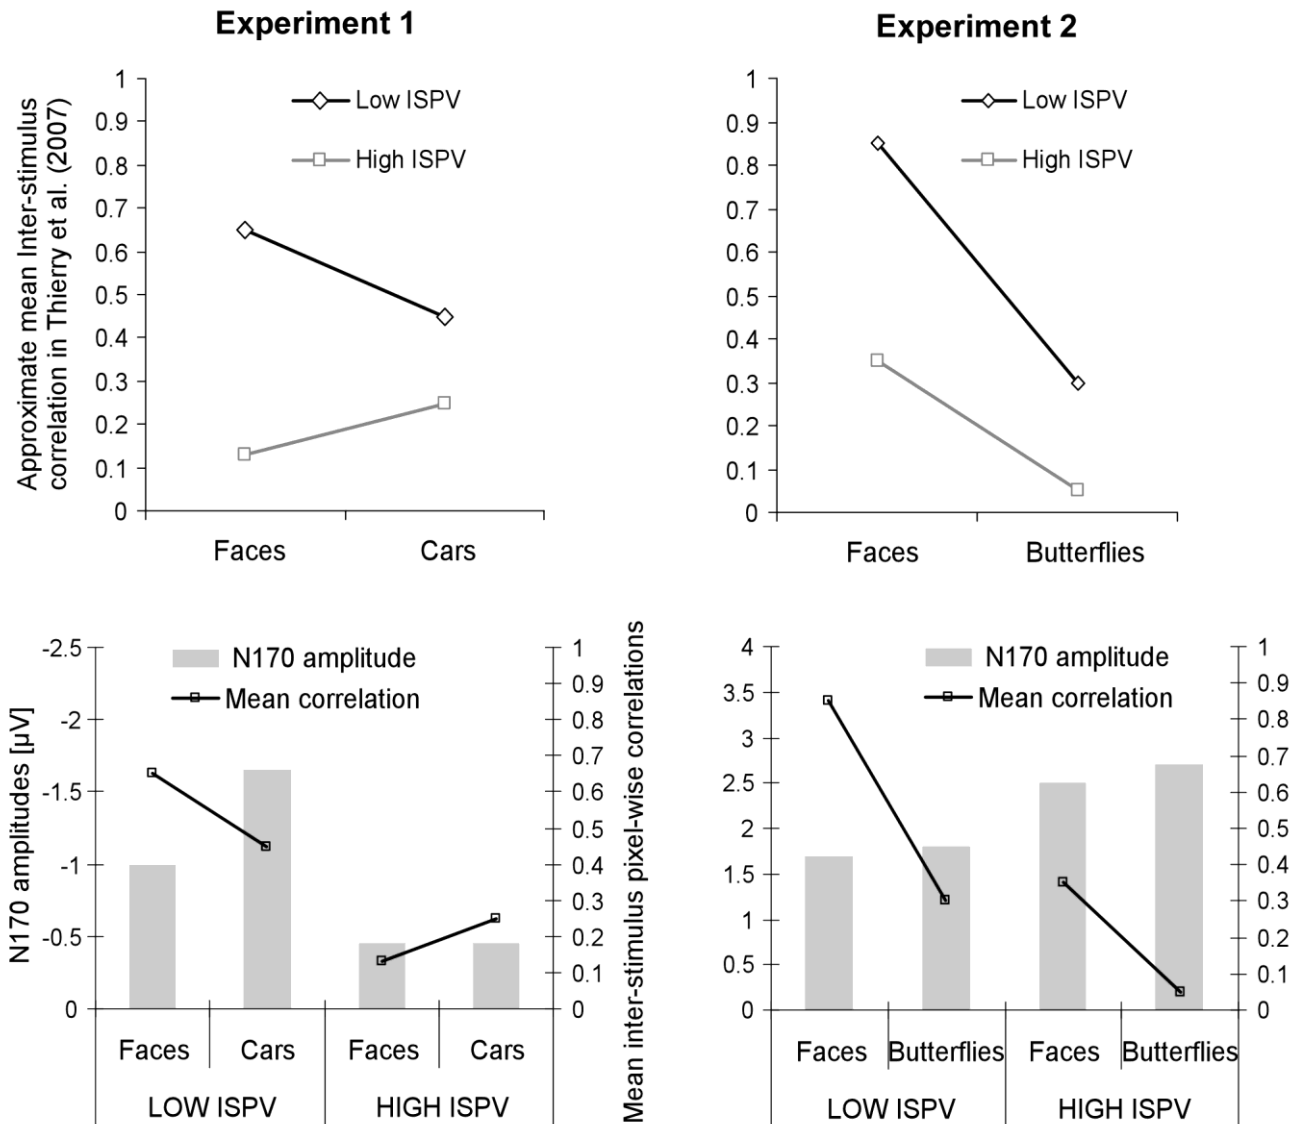 Experiment 1
Approximate mean Inter-stimulus
correlation in Thierry et al. (2007)
1
0.9
0.8
0.7
0.6
0.5
0.4
0.3
0.2
0.1
0
Low ISPV
High ISPV
Faces Cars
Experiment 2
1
0.9
0.8
0.7
0.6
0.5
0.4
0.3
0.2
0.1
0
Low ISPV
High ISPV
Faces Butterflies
N170 amplitudes [µV]
-2.5
-2
-1.5
-1
-0.5
0
N170 amplitude
Mean correlation
1
0.9
0.8
0.7
0.6
0.5
0.4
0.3
0.2
0.1
0
Mean inter-stimulus pixel-wise correlations
Faces Cars Faces Cars
LOW ISPV HIGH ISPV
4
3.5
3
2.5
2
1.5
1
0.5
0
N170 amplitude
Mean correlation
1
0.9
0.8
0.7
0.6
0.5
0.4
0.3
0.2
0.1
0
Faces Butterflies Faces Butterflies
LOW ISPV HIGH ISPV